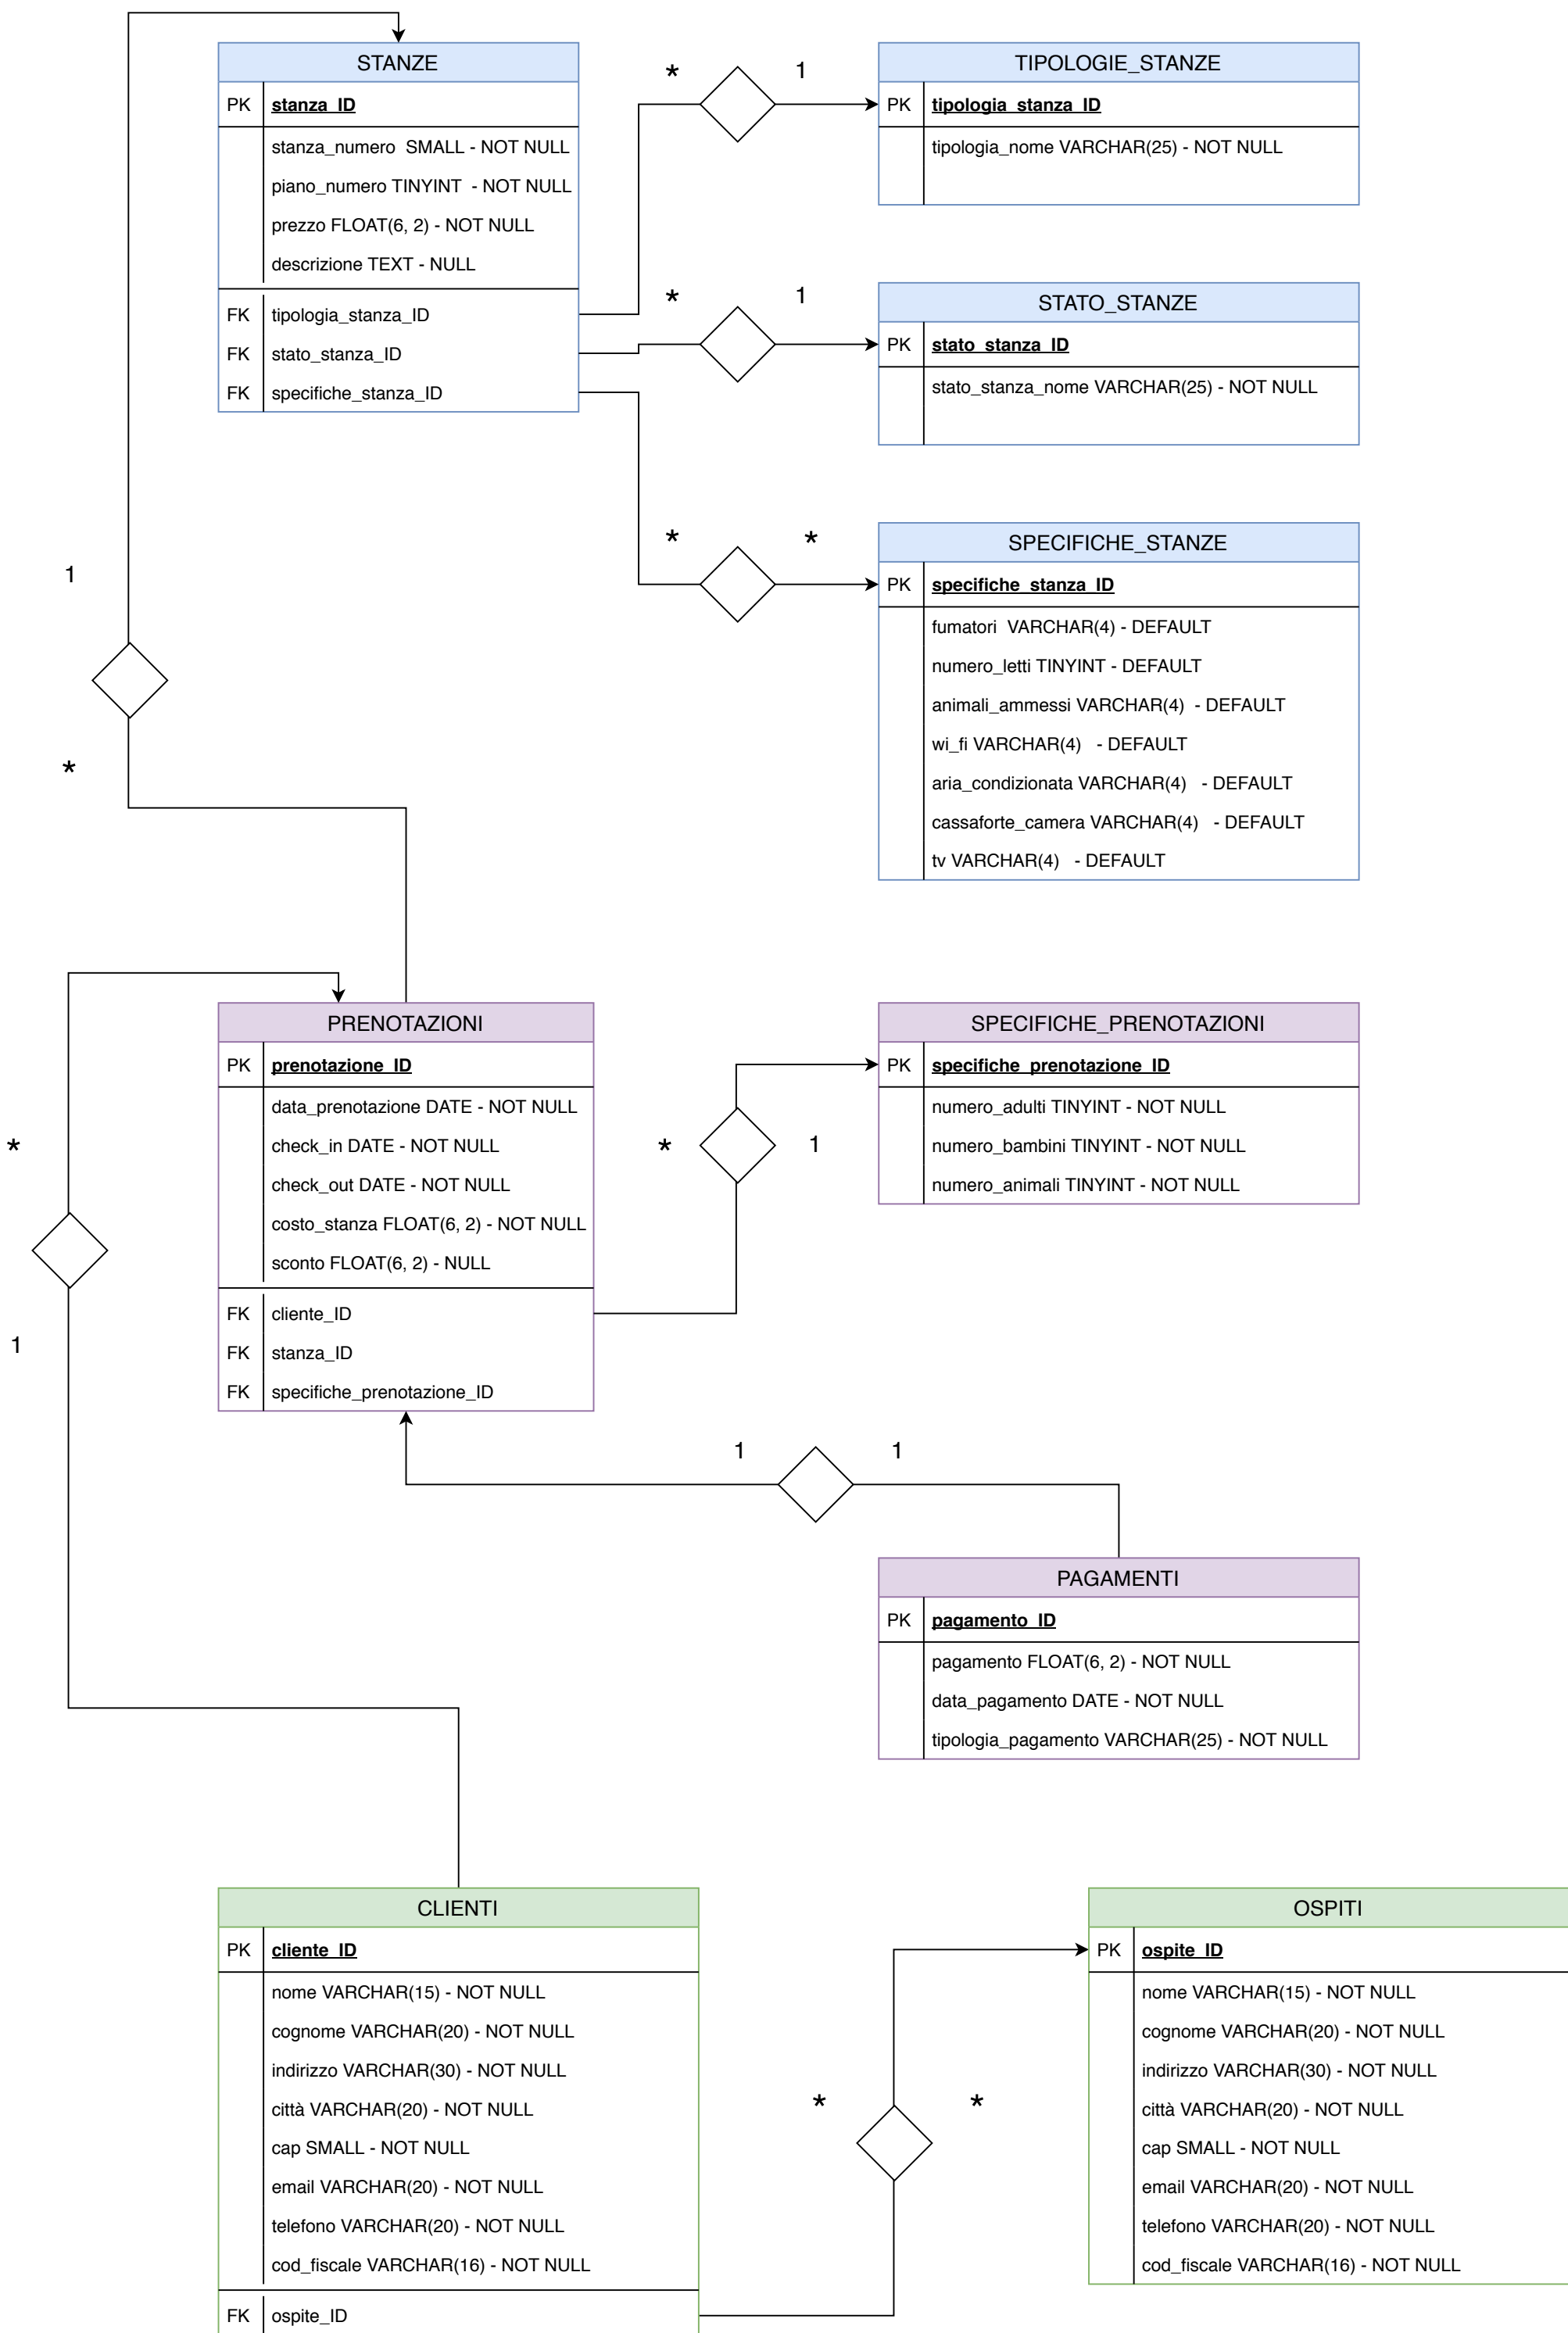 STANZE
PK stanza_ID
stanza_numero SMALL - NOT NULL
piano_numero TINYINT - NOT NULL
prezzo FLOAT(6, 2) - NOT NULL
descrizione TEXT - NULL
FK tipologia_stanza_ID
FK stato_stanza_ID
FK specifiche_stanza_ID
* 1
TIPOLOGIE_STANZE
PK tipologia_stanza_ID
tipologia_nome VARCHAR(25) - NOT NULL
* 1
STATO_STANZE
PK stato_stanza_ID
stato_stanza_nome VARCHAR(25) - NOT NULL
* *
SPECIFICHE_STANZE
PK specifiche_stanza_ID
fumatori VARCHAR(4) - DEFAULT
numero_letti TINYINT - DEFAULT
animali_ammessi VARCHAR(4) - DEFAULT
wi_fi VARCHAR(4) - DEFAULT
aria_condizionata VARCHAR(4) - DEFAULT
cassaforte_camera VARCHAR(4) - DEFAULT
tv VARCHAR(4) - DEFAULT
1
*
PRENOTAZIONI
PK prenotazione_ID
data_prenotazione DATE - NOT NULL
check_in DATE - NOT NULL
check_out DATE - NOT NULL
costo_stanza FLOAT(6, 2) - NOT NULL
sconto FLOAT(6, 2) - NULL
FK cliente_ID
FK stanza_ID
FK specifiche_prenotazione_ID
* 1
SPECIFICHE_PRENOTAZIONI
PK specifiche_prenotazione_ID
numero_adulti TINYINT - NOT NULL
numero_bambini TINYINT - NOT NULL
numero_animali TINYINT - NOT NULL
*
1
1 1
PAGAMENTI
PK pagamento_ID
pagamento FLOAT(6, 2) - NOT NULL
data_pagamento DATE - NOT NULL
tipologia_pagamento VARCHAR(25) - NOT NULL
CLIENTI
PK cliente_ID
nome VARCHAR(15) - NOT NULL
cognome VARCHAR(20) - NOT NULL
indirizzo VARCHAR(30) - NOT NULL
città VARCHAR(20) - NOT NULL
cap SMALL - NOT NULL
email VARCHAR(20) - NOT NULL
telefono VARCHAR(20) - NOT NULL
cod_fiscale VARCHAR(16) - NOT NULL
FK ospite_ID
* *
OSPITI
PK ospite_ID
nome VARCHAR(15) - NOT NULL
cognome VARCHAR(20) - NOT NULL
indirizzo VARCHAR(30) - NOT NULL
città VARCHAR(20) - NOT NULL
cap SMALL - NOT NULL
email VARCHAR(20) - NOT NULL
telefono VARCHAR(20) - NOT NULL
cod_fiscale VARCHAR(16) - NOT NULL